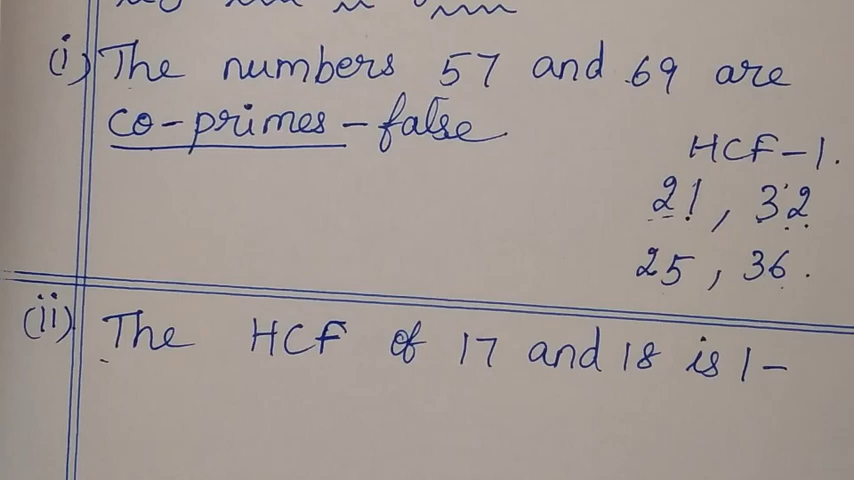 (i) The numbers 57 and 69 are
co-primes - false
HCF-1.
21, 32
25, 36.
(ii) The HCF of 17 and 18 is 1-